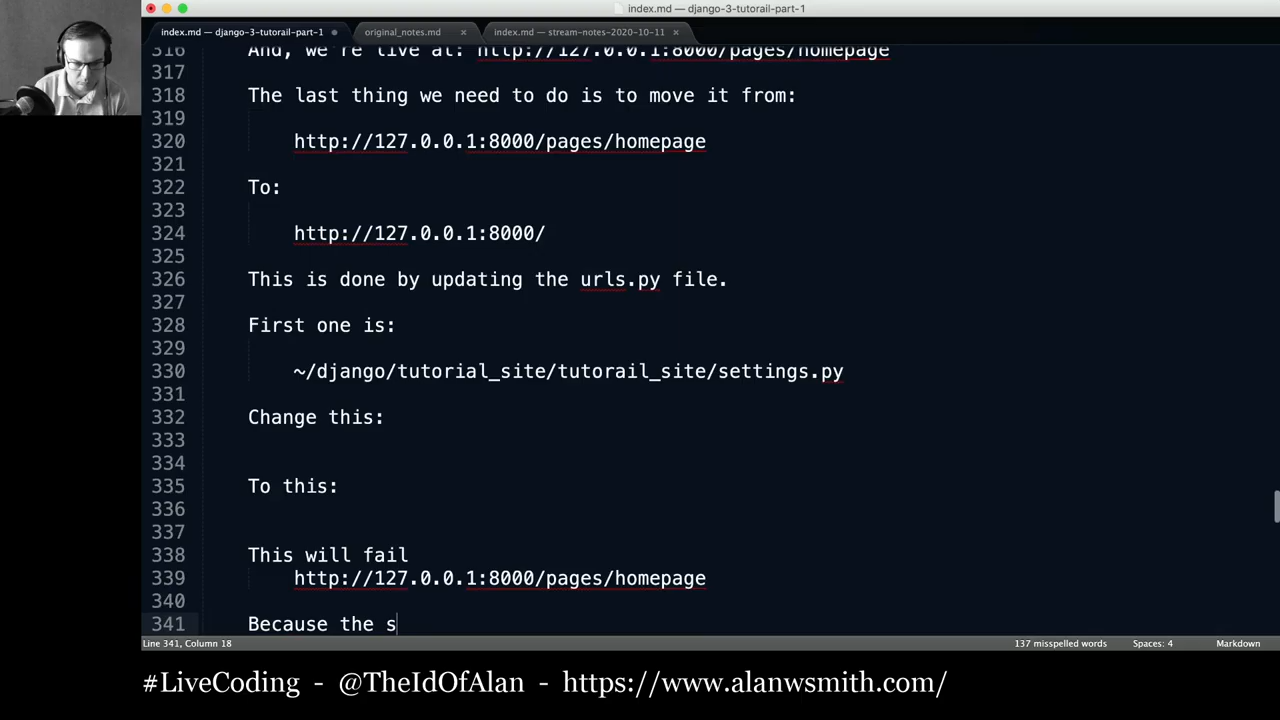 index.md — django-3-tutorail-part-1
index.md — django-3-tutorail-part-1
original_notes.md
index.md — stream-notes-2020-10-11
316 And, we're live at: http://127.0.0.1:8000/pages/homepage
317
318 The last thing we need to do is to move it from:
319
320 http://127.0.0.1:8000/pages/homepage
321
322 To:
323
324 http://127.0.0.1:8000/
325
326 This is done by updating the urls.py file.
327
328 First one is:
329
330 ~/django/tutorial_site/tutorail_site/settings.py
331
332 Change this:
333
334
335 To this:
336
337
338 This will fail
339 http://127.0.0.1:8000/pages/homepage
340
341 Because the s
Line 341, Column 18
137 misspelled words
Spaces: 4
Markdown
#LiveCoding - @TheIdOfAlan - https://www.alanwsmith.com/